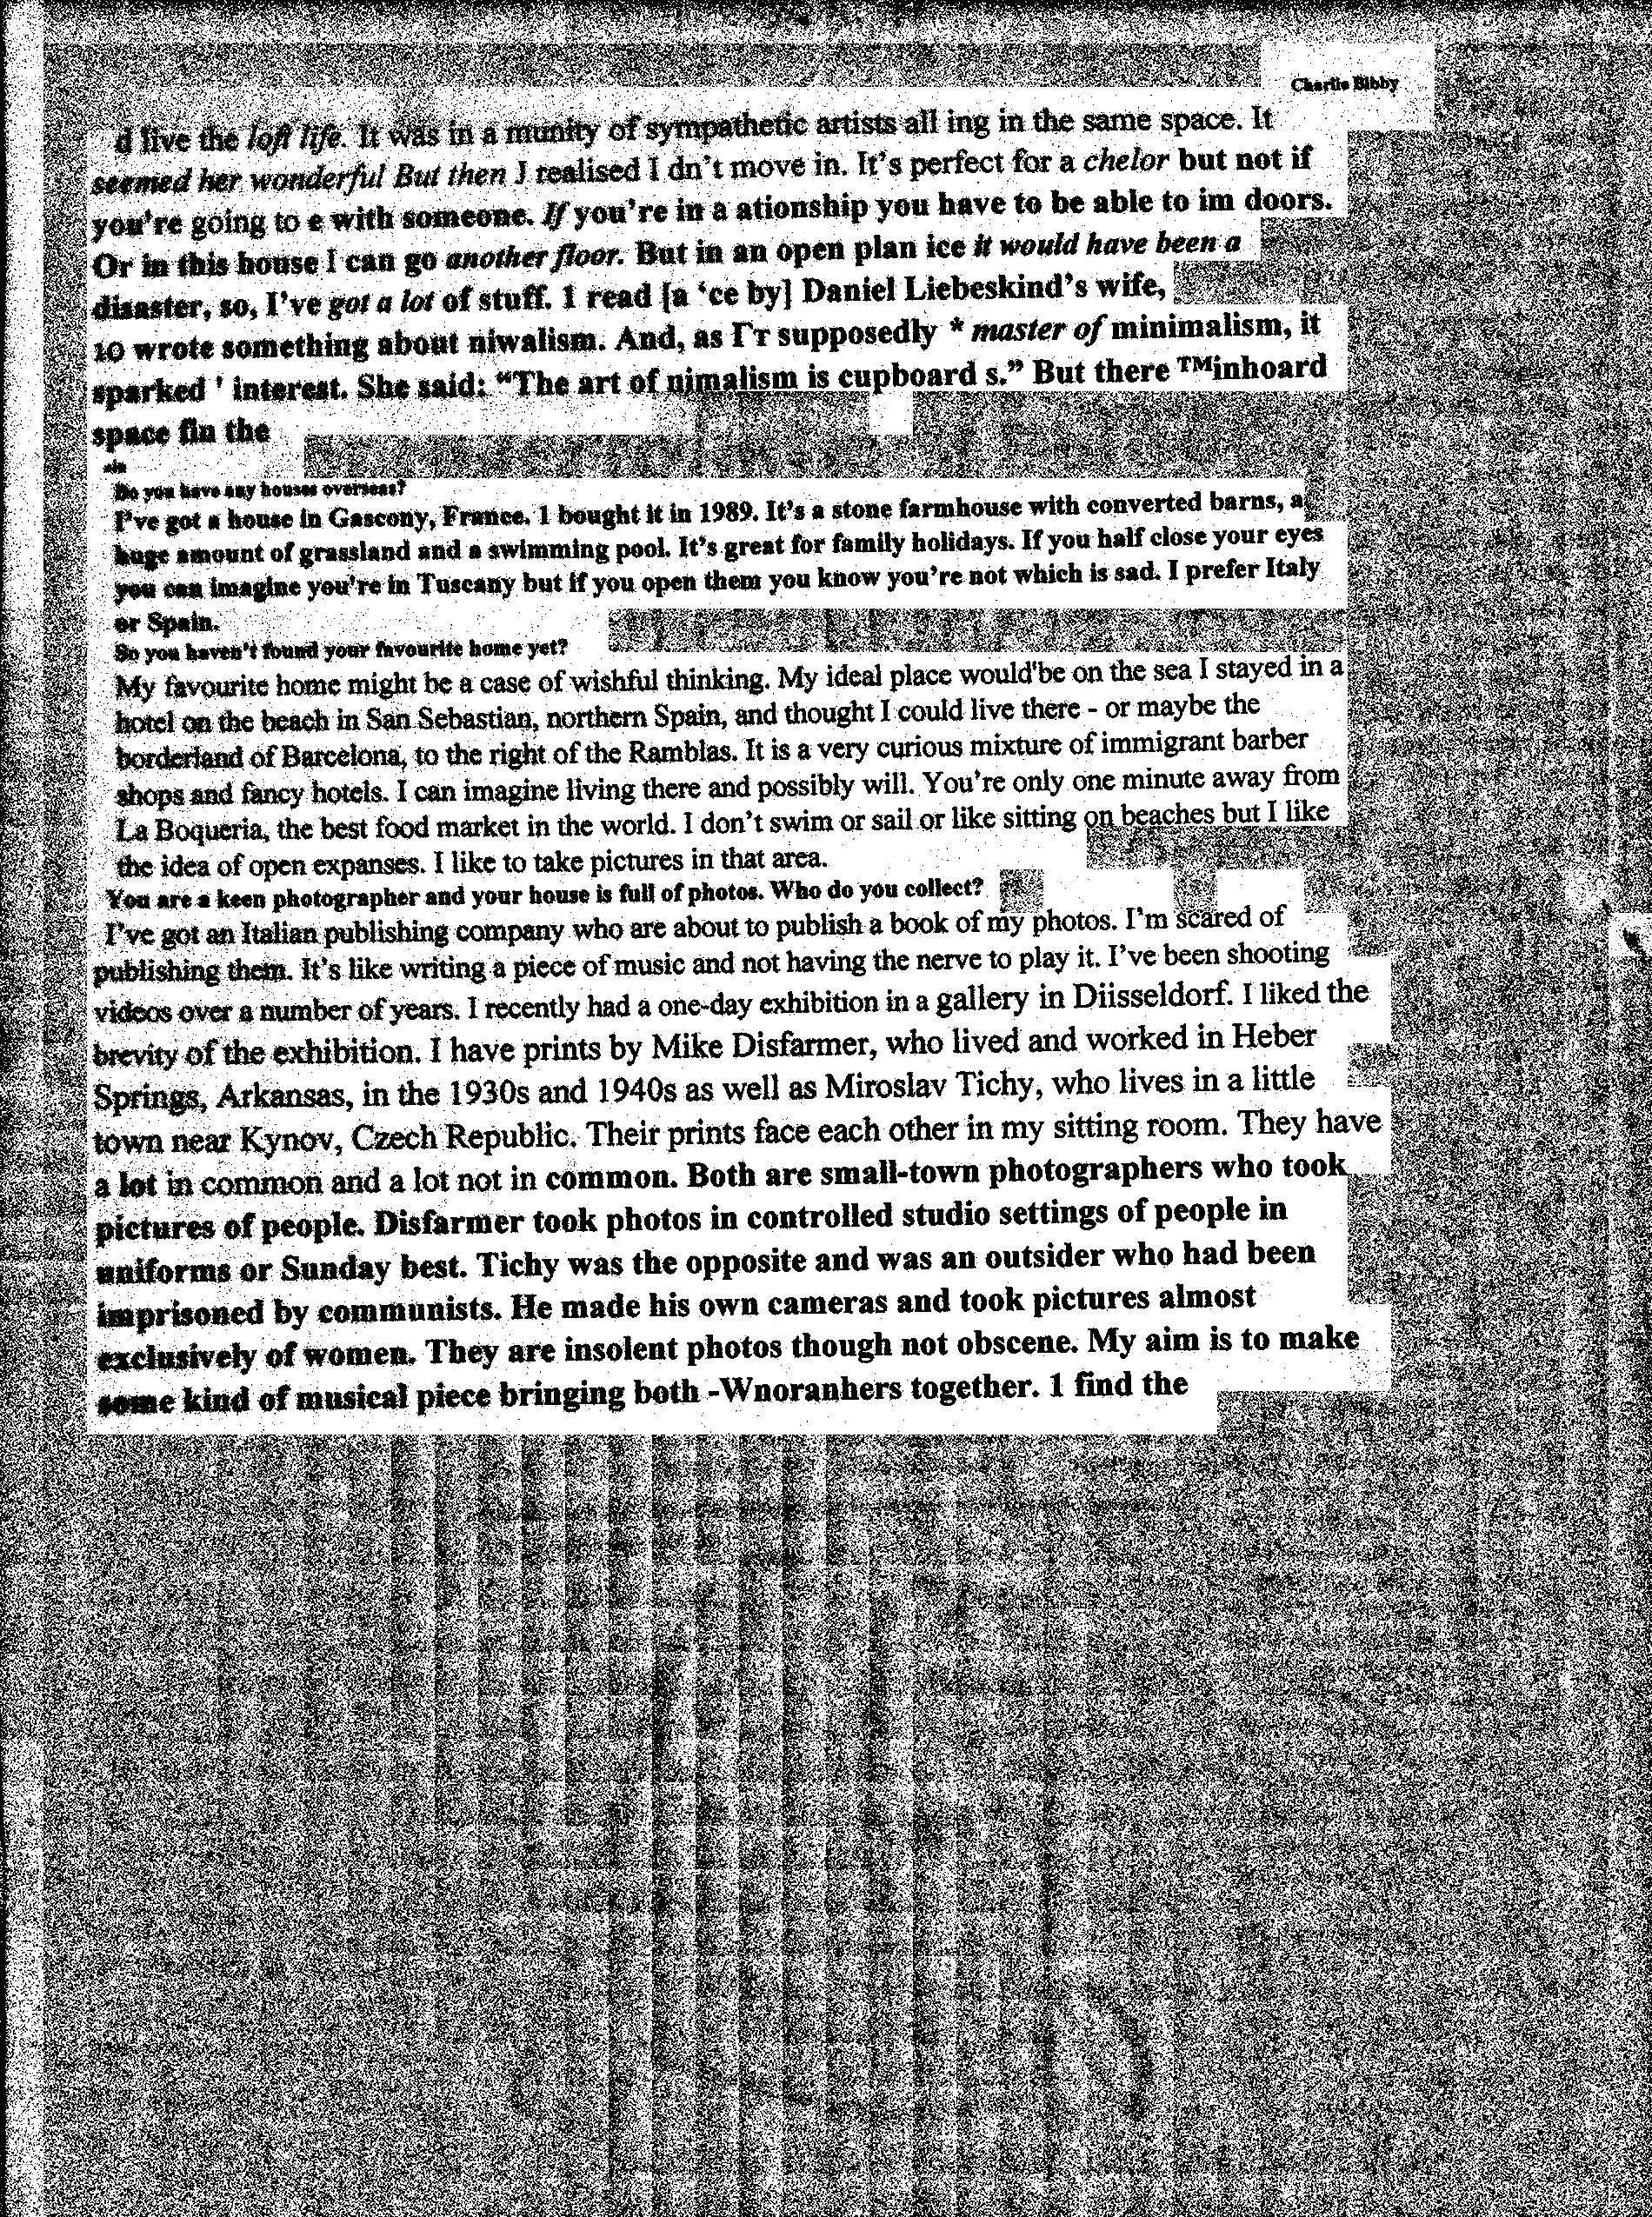 Charlie Bibby
d live the loft life. It was in a munity of sympathetic artists all ing in the same space. It
seemed her wonderful But then J realised I dn't move in. It's perfect for a chelor but not if
you're going to e with someone. If you're in a ationship you have to be able to im doors.
Or in this house I can go another floor. But in an open plan ice it would have been a
disaster, so, I've got a lot of stuff. 1 read [a ‘ce by] Daniel Liebeskind's wife,
10 wrote something about niwalism. And, as I'r supposedly * master of minimalism, it
sparked ' interest. She said: “The art of nimalism is cupboard s.” But there ™inhoard
space fin the
Do you have any houses overseas?
I've got a house in Gascony, France. 1 bought it in 1989. It's a stone farmhouse with converted barns, a
huge amount of grassland and a swimming pool. It's great for family holidays. If you half close your eyes
you can imagine you're in Tuscany but if you open them you know you're not which is sad. I prefer Italy
or Spain.
So you haven't found your favourite home yet?
My favourite home might be a case of wishful thinking. My ideal place would'be on the sea I stayed in a
hotel on the beach in San Sebastian, northern Spain, and thought I could live there - or maybe the
borderland of Barcelona, to the right of the Ramblas. It is a very curious mixture of immigrant barber
shops and fancy hotels. I can imagine living there and possibly will. You're only one minute away from
La Boqueria, the best food market in the world. I don't swim or sail or like sitting on beaches but I like
the idea of open expanses. I like to take pictures in that area.
You are a keen photographer and your house is full of photos. Who do you collect?
I've got an Italian publishing company who are about to publish a book of my photos. I'm scared of
publishing them. It's like writing a piece of music and not having the nerve to play it. I've been shooting
videos over a number of years. I recently had a one-day exhibition in a gallery in Diisseldorf. I liked the
brevity of the exhibition. I have prints by Mike Disfarmer, who lived and worked in Heber
Springs, Arkansas, in the 1930s and 1940s as well as Miroslav Tichy, who lives in a little
town near Kynov, Czech Republic. Their prints face each other in my sitting room. They have
a lot in common and a lot not in common. Both are small-town photographers who took
pictures of people. Disfarmer took photos in controlled studio settings of people in
uniforms or Sunday best. Tichy was the opposite and was an outsider who had been
imprisoned by communists. He made his own cameras and took pictures almost
exclusively of women. They are insolent photos though not obscene. My aim is to make
some kind of musical piece bringing both -Wnoranhers together. 1 find the